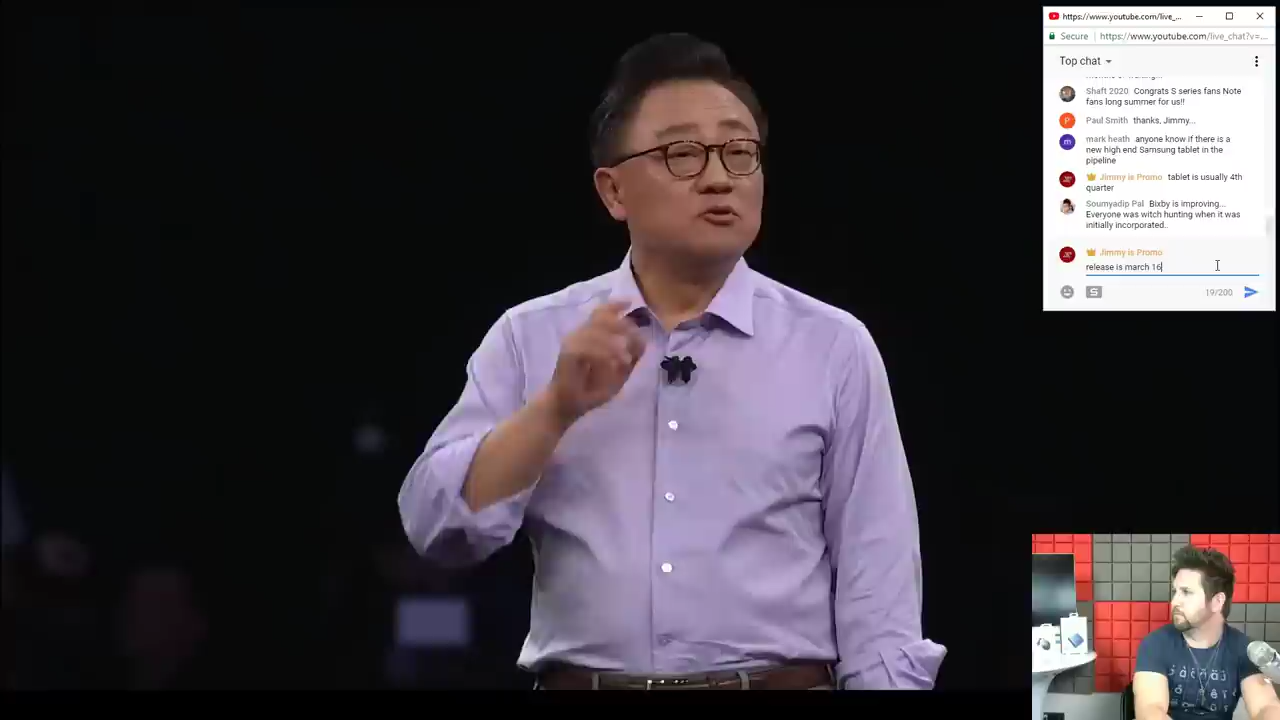 https://www.youtube.com/live_...
Secure https://www.youtube.com/live_chat?v=...
Top chat
Shaft 2020 Congrats S series fans Note
fans long summer for us!!
Paul Smith thanks, Jimmy...
mark heath anyone know if there is a
new high end Samsung tablet in the
pipeline
Jimmy is Promo tablet is usually 4th
quarter
Soumyadip Pal Bixby is improving...
Everyone was witch hunting when it was
initially incorporated..
Jimmy is Promo
release is march 16
19/200